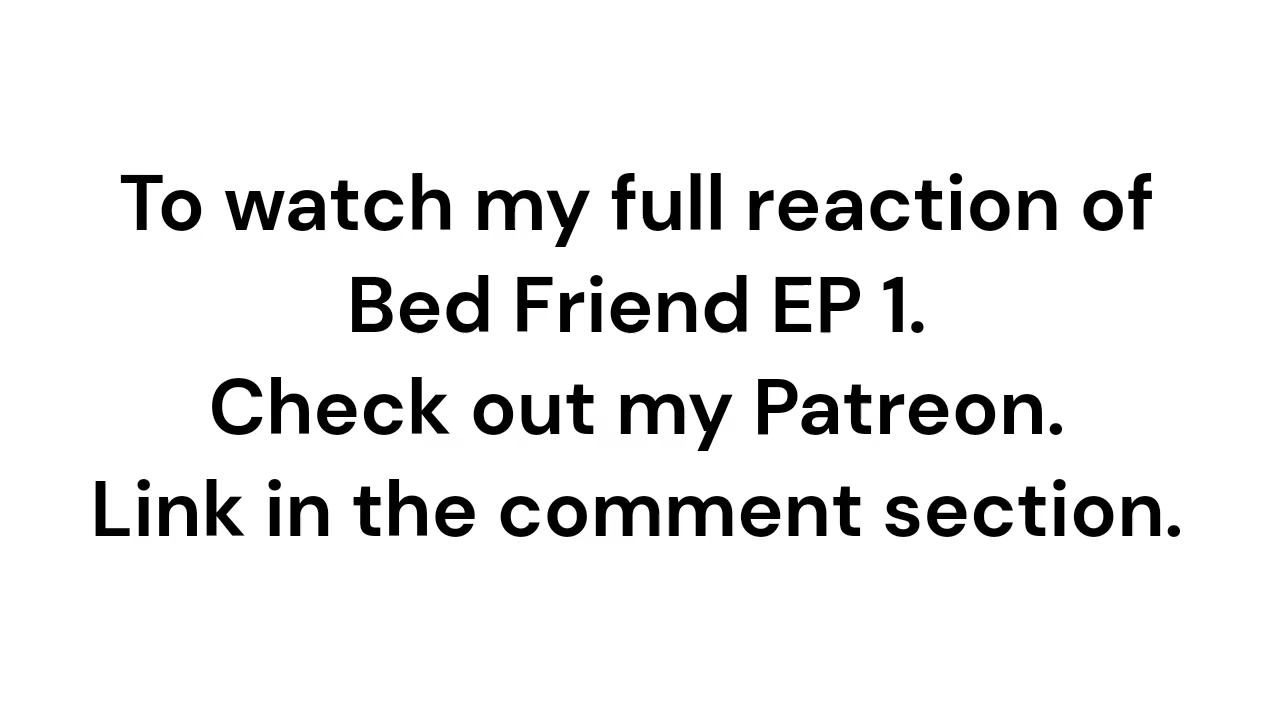 To watch my full reaction of
Bed Friend EP 1.
Check out my Patreon.
Link in the comment section.